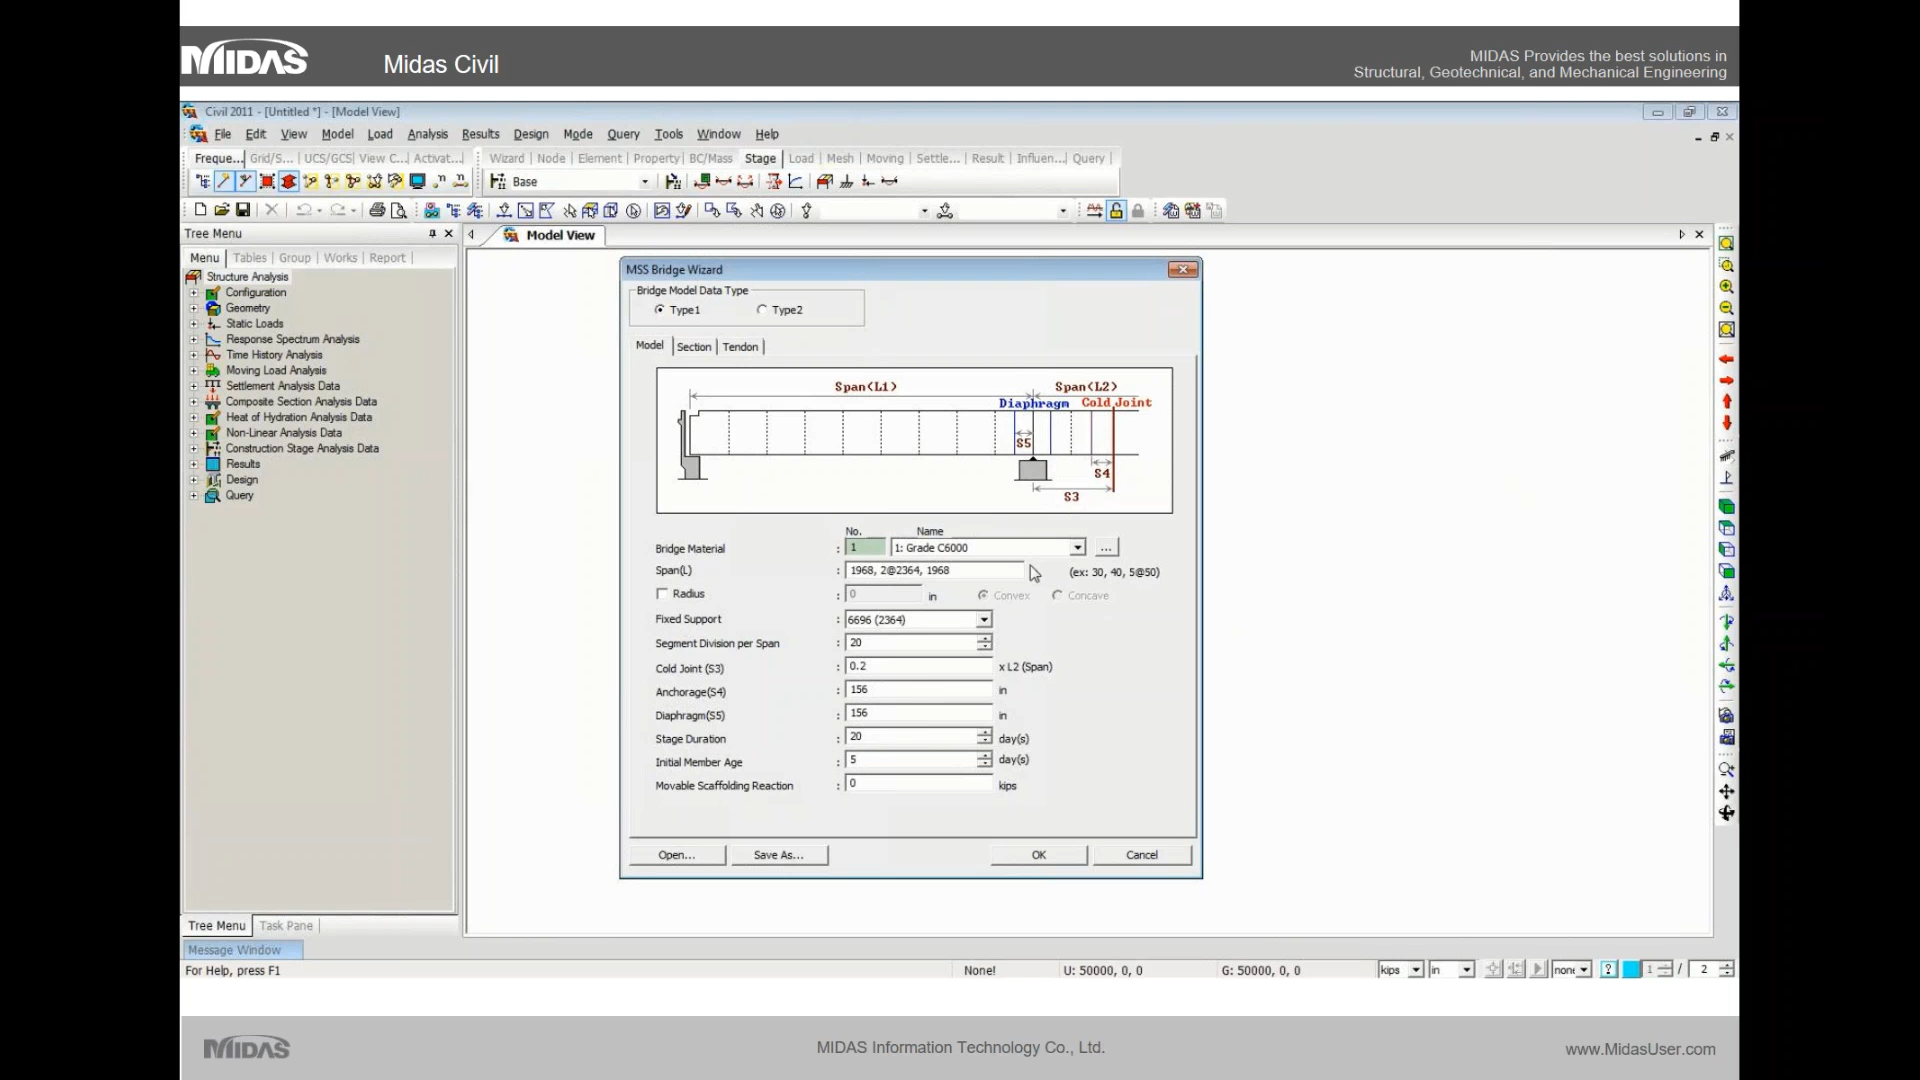 MIDAS
Midas Civil
MIDAS Provides the best solutions in
Structural, Geotechnical, and Mechanical Engineering
Civil 2011 - [Untitled *] - [Model View]
File Edit View Model Load Analysis Results Design Mode Query Tools Window Help
Freque... Grid/S... UCS/GCS View C... Activat... Wizard Node Element Property BC/Mass Stage Load Mesh Moving Settle... Result Influen... Query
Base
Tree Menu
Model View
Menu Tables Group Works Report
Structure Analysis
Configuration
Geometry
Static Loads
Response Spectrum Analysis
Time History Analysis
Moving Load Analysis
Settlement Analysis Data
Composite Section Analysis Data
Heat of Hydration Analysis Data
Non-Linear Analysis Data
Construction Stage Analysis Data
Results
Design
Query
MSS Bridge Wizard
Bridge Model Data Type
Type1 Type2
Model Section Tendon
Span(L1) Span(L2)
Diaphragm Cold Joint
S5
S4
S3
No. Name
Bridge Material : 1 1: Grade C6000 ...
Span(L) : 1968, 2@2364, 1968 (ex: 30, 40, 5@50)
Radius : 0 in Convex Concave
Fixed Support : 6696 (2364)
Segment Division per Span : 20
Cold Joint (S3) : 0.2 x L2 (Span)
Anchorage(S4) : 156 in
Diaphragm(S5) : 156 in
Stage Duration : 20 day(s)
Initial Member Age : 5 day(s)
Movable Scaffolding Reaction : 0 kips
Open... Save As... OK Cancel
Tree Menu Task Pane
Message Window
For Help, press F1 None! U: 50000, 0, 0 G: 50000, 0, 0 kips in none 1 / 2
MIDAS
MIDAS Information Technology Co., Ltd.
www.MidasUser.com